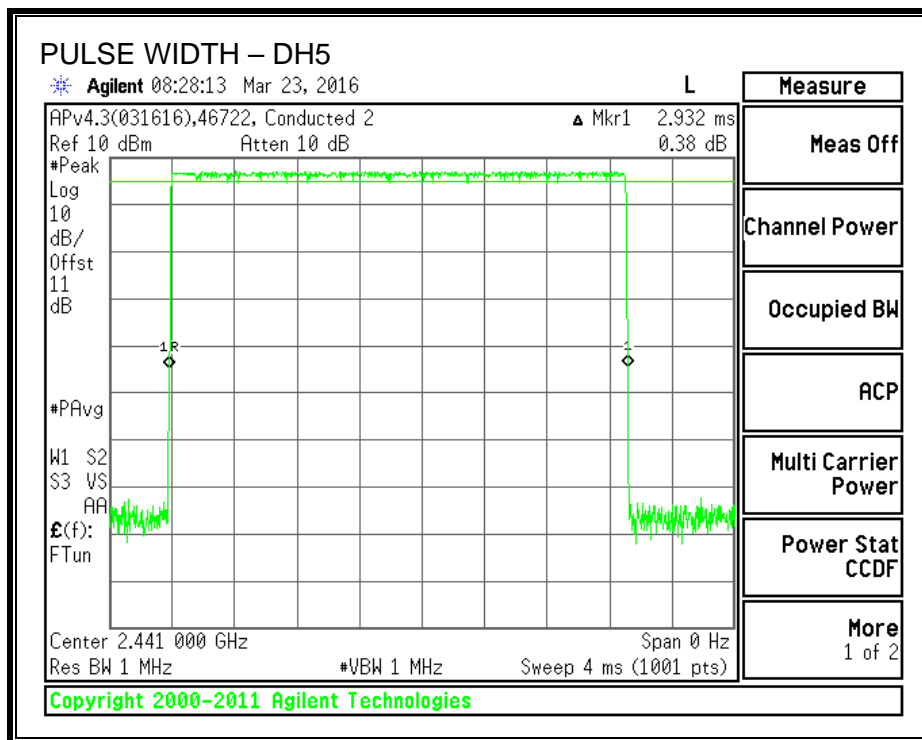 PULSE WIDTH – DH5
Agilent 08:28:13 Mar 23, 2016 L
APv4.3(031616),46722, Conducted 2 Δ Mkr1 2.932 ms
Ref 10 dBm Atten 10 dB 0.38 dB
#Peak
Log
10
dB/
Offst
11
dB
1R 1
#PAvg
W1 S2
S3 VS
AA
£(f):
FTun
Center 2.441 000 GHz Span 0 Hz
Res BW 1 MHz #VBW 1 MHz Sweep 4 ms (1001 pts)
Copyright 2000-2011 Agilent Technologies
Measure
Meas Off
Channel Power
Occupied BW
ACP
Multi Carrier
Power
Power Stat
CCDF
More
1 of 2